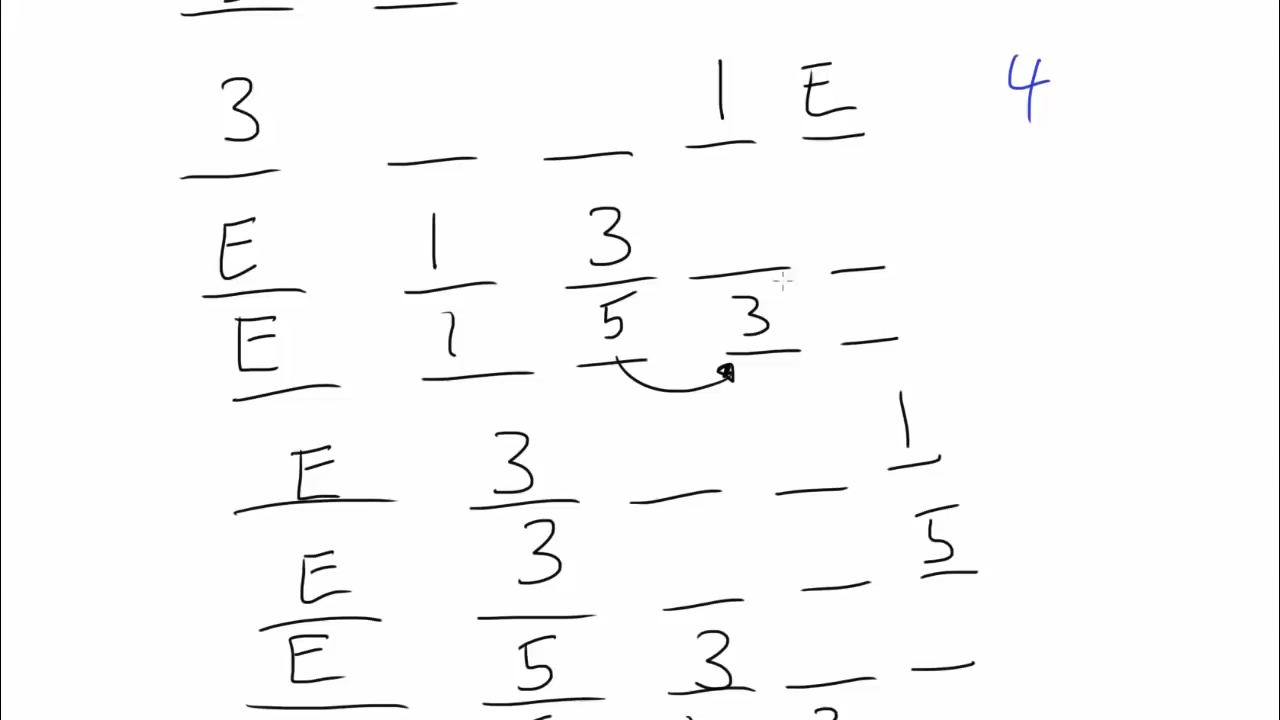 3 _ _ 1 E 4
E 1 3 _ _
E 1 5 3 _
E 3 _ _ 1
E 3 _ _ 5
E 5 3 _ _